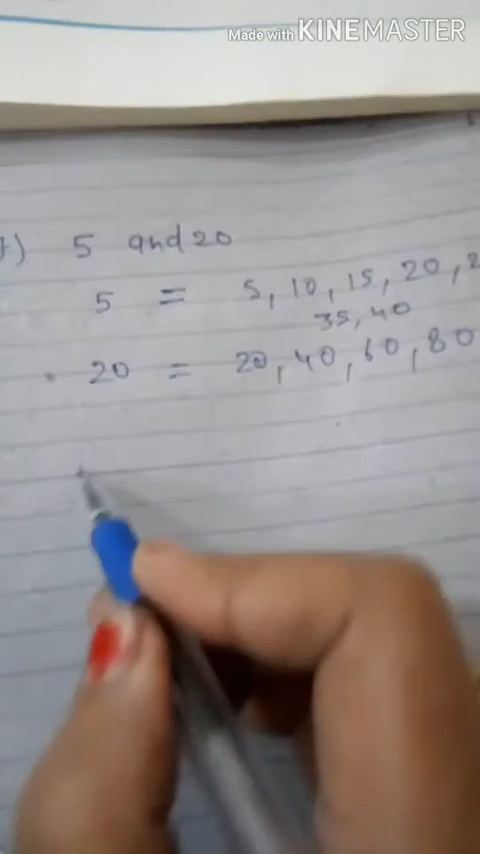 Made with KINEMASTER
) 5 and 20
5 = 5, 10, 15, 20,
35, 40
20 = 20, 40, 60, 80